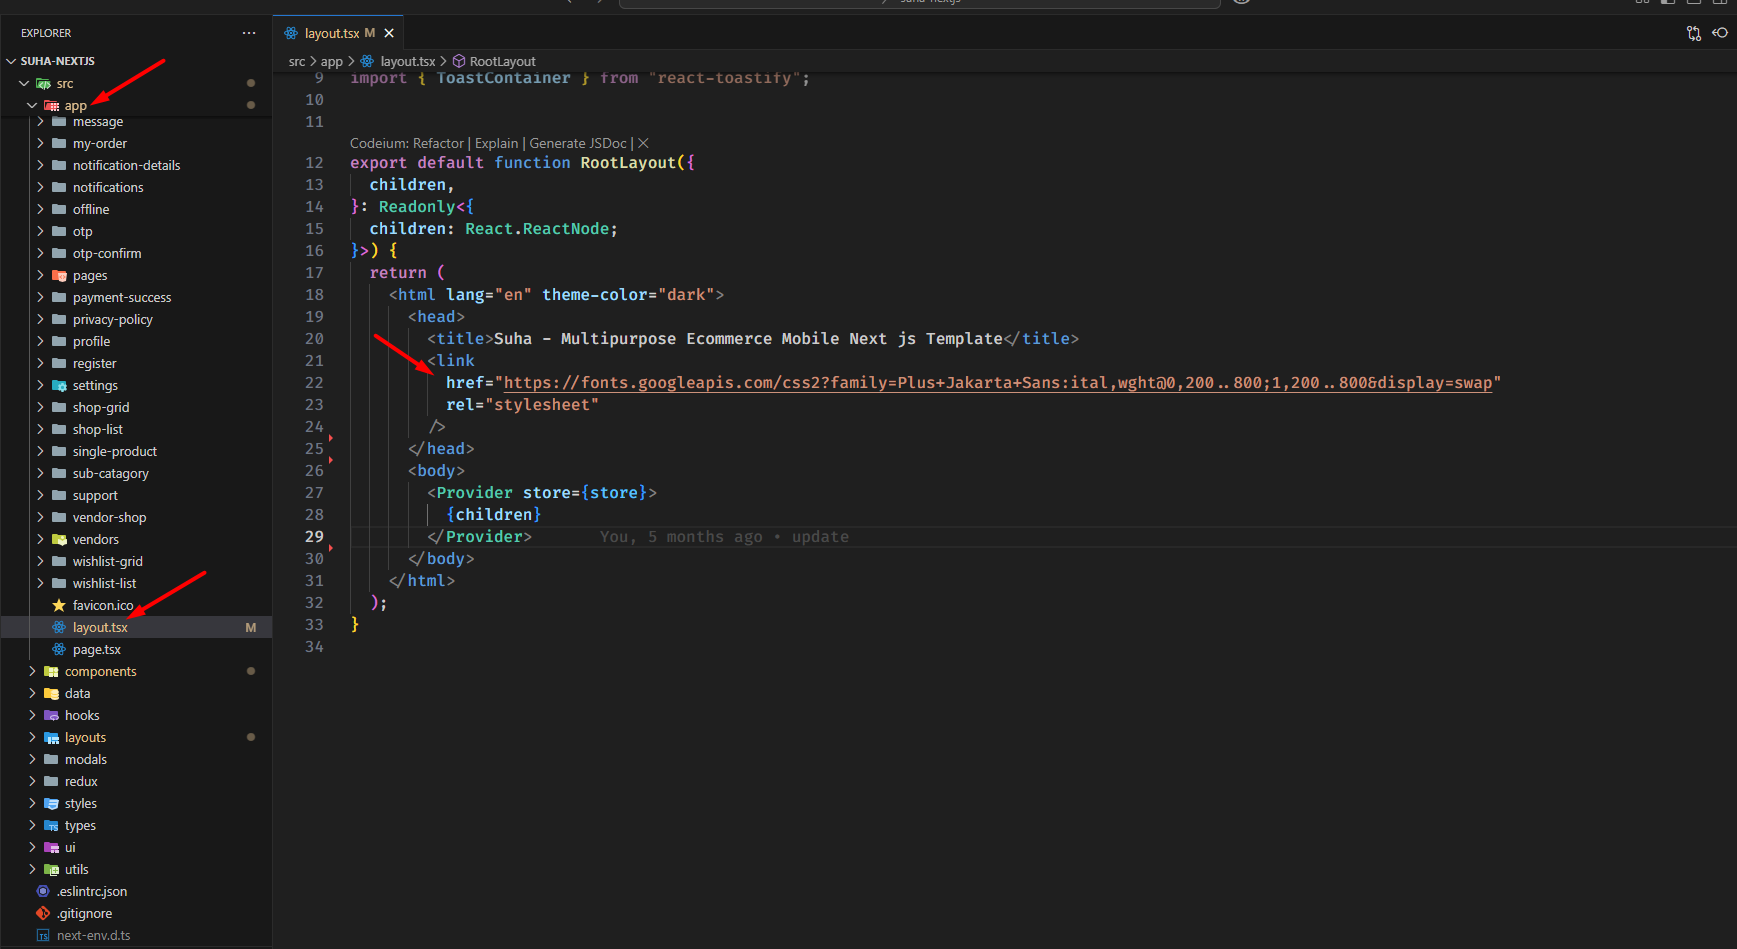 EXPLORER
SUHA-NEXTJS
src
app
message
my-order
notification-details
notifications
offline
otp
otp-confirm
pages
payment-success
privacy-policy
profile
register
settings
shop-grid
shop-list
single-product
sub-catagory
support
vendor-shop
vendors
wishlist-grid
wishlist-list
favicon.ico
layout.tsx M
page.tsx
components
data
hooks
layouts
modals
redux
styles
types
ui
utils
.eslintrc.json
.gitignore
next-env.d.ts
layout.tsx M
src > app > layout.tsx > RootLayout
9 import { ToastContainer } from "react-toastify";
10
11
Codeium: Refactor | Explain | Generate JSDoc | X
12 export default function RootLayout({
13 children,
14 }: Readonly<{
15 children: React.ReactNode;
16 }>) {
17 return (
18 <html lang="en" theme-color="dark">
19 <head>
20 <title>Suha - Multipurpose Ecommerce Mobile Next js Template</title>
21 <link
22 href="https://fonts.googleapis.com/css2?family=Plus+Jakarta+Sans:ital,wght@0,200..800;1,200..800&display=swap"
23 rel="stylesheet"
24 />
25 </head>
26 <body>
27 <Provider store={store}>
28 {children}
29 </Provider> You, 5 months ago • update
30 </body>
31 </html>
32 );
33 }
34